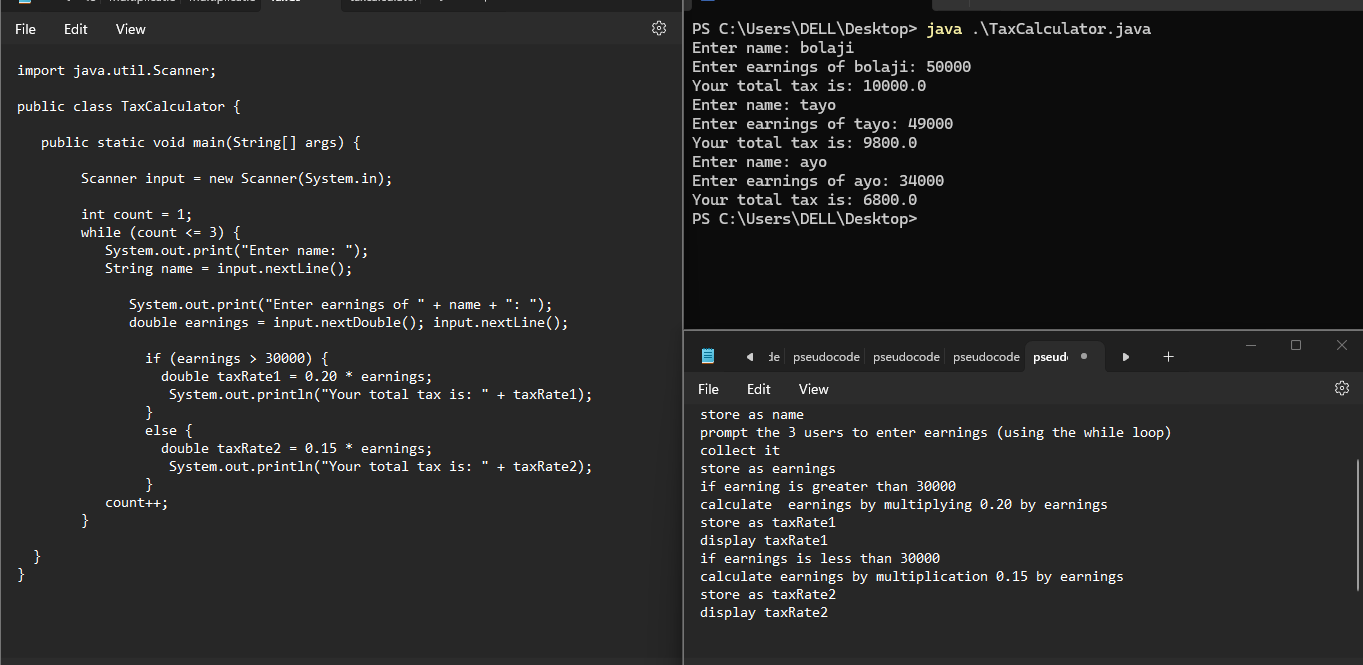 File Edit View
import java.util.Scanner;
public class TaxCalculator {
public static void main(String[] args) {
Scanner input = new Scanner(System.in);
int count = 1;
while (count <= 3) {
System.out.print("Enter name: ");
String name = input.nextLine();
System.out.print("Enter earnings of " + name + ": ");
double earnings = input.nextDouble(); input.nextLine();
if (earnings > 30000) {
double taxRate1 = 0.20 * earnings;
System.out.println("Your total tax is: " + taxRate1);
}
else {
double taxRate2 = 0.15 * earnings;
System.out.println("Your total tax is: " + taxRate2);
}
count++;
}
}
}
PS C:\Users\DELL\Desktop> java .\TaxCalculator.java
Enter name: bolaji
Enter earnings of bolaji: 50000
Your total tax is: 10000.0
Enter name: tayo
Enter earnings of tayo: 49000
Your total tax is: 9800.0
Enter name: ayo
Enter earnings of ayo: 34000
Your total tax is: 6800.0
PS C:\Users\DELL\Desktop>
de pseudocode pseudocode pseudocode pseud
File Edit View
store as name
prompt the 3 users to enter earnings (using the while loop)
collect it
store as earnings
if earning is greater than 30000
calculate  earnings by multiplying 0.20 by earnings
store as taxRate1
display taxRate1
if earnings is less than 30000
calculate earnings by multiplication 0.15 by earnings
store as taxRate2
display taxRate2